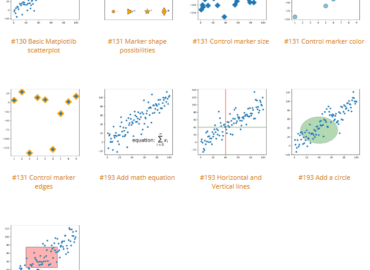 #130 Basic Matplotlib
scatterplot
#131 Marker shape
possibilities
#131 Control marker size
#131 Control marker color
#131 Control marker
edges
equation:
#193 Add math equation
#193 Horizontal and
Vertical lines
#193 Add a circle